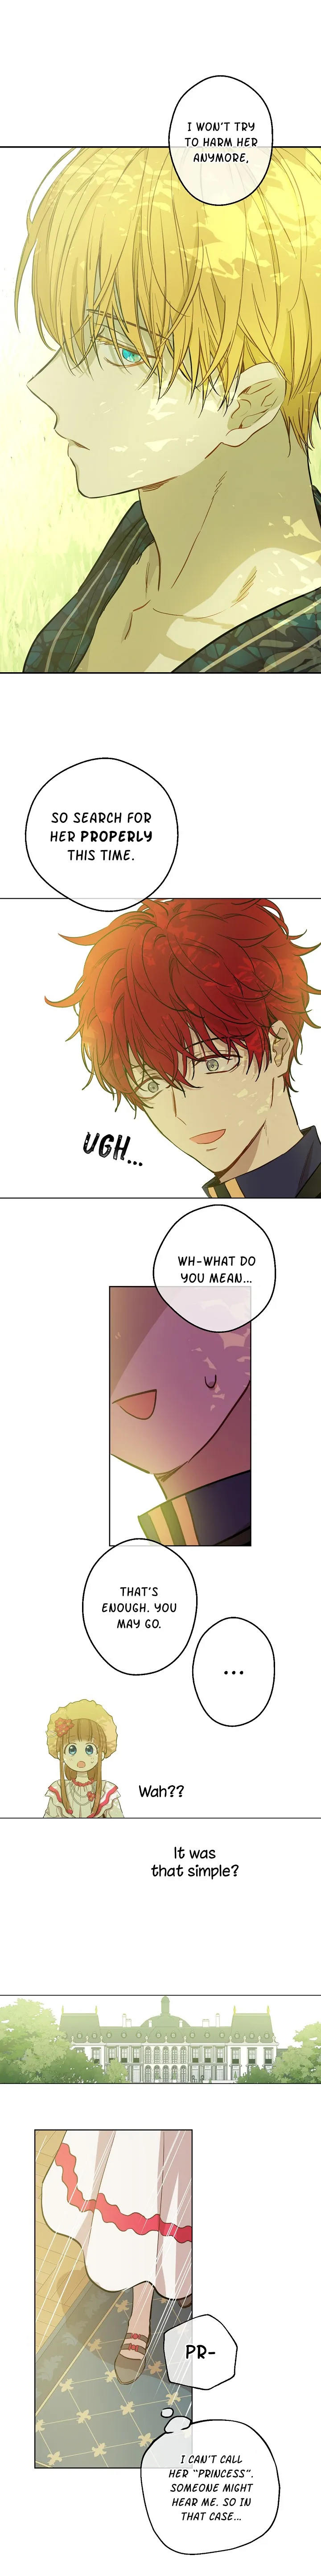 I WON'T TRY
TO HARM HER
ANYMORE,
SO SEARCH FOR
HER PROPERLY
THIS TIME.
UGH...
WH-WHAT DO
YOU MEAN...
THAT'S
ENOUGH. YOU
MAY GO.
...
Wah??
It was
that simple?
PR-
I CAN'T CALL
HER "PRINCESS".
SOMEONE MIGHT
HEAR ME. SO IN
THAT CASE...